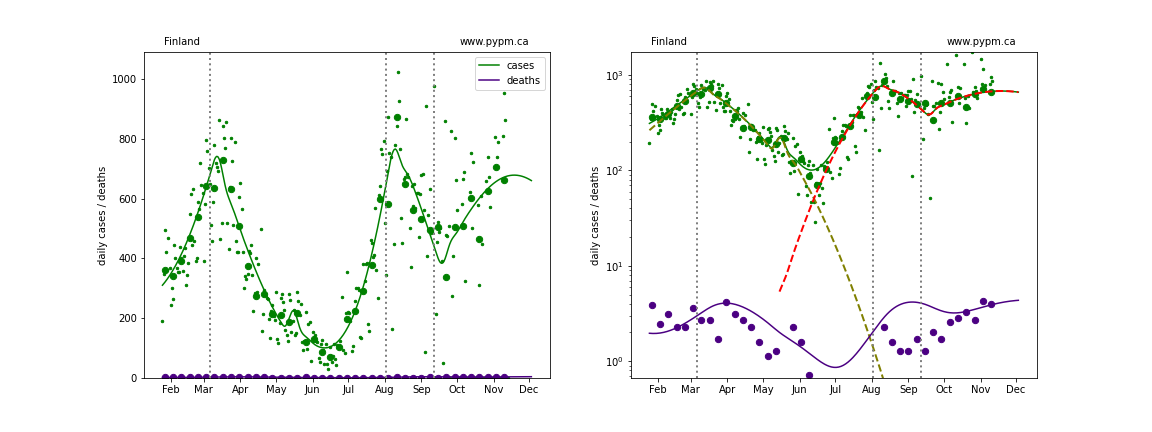 Finland www.pypm.ca
cases
deaths
daily cases / deaths
1000
800
600
400
200
0
Feb Mar Apr May Jun Jul Aug Sep Oct Nov Dec
Finland www.pypm.ca
daily cases / deaths
10³
10²
10¹
10⁰
Feb Mar Apr May Jun Jul Aug Sep Oct Nov Dec